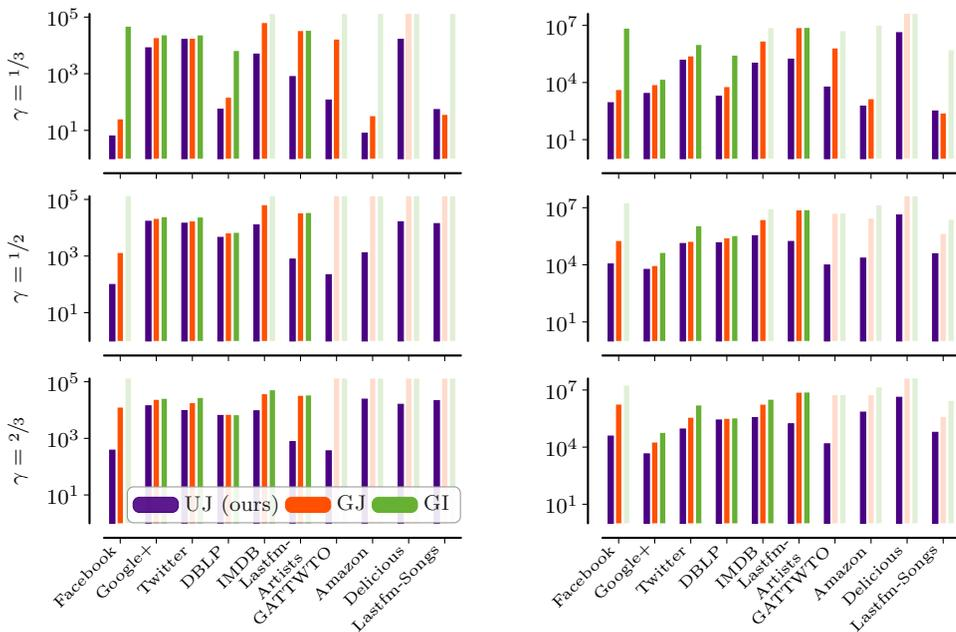 10^5 10^3 10^1
γ = 1/3
10^7 10^4 10^1
10^5 10^3 10^1
γ = 1/2
10^7 10^4 10^1
10^5 10^3 10^1
γ = 2/3
10^7 10^4 10^1
UJ (ours) GJ GI
Facebook Google+ Twitter DBLP IMDB Lastfm-Artists GATTWTO Amazon Delicious Lastfm-Songs
Facebook Google+ Twitter DBLP IMDB Lastfm-Artists GATTWTO Amazon Delicious Lastfm-Songs